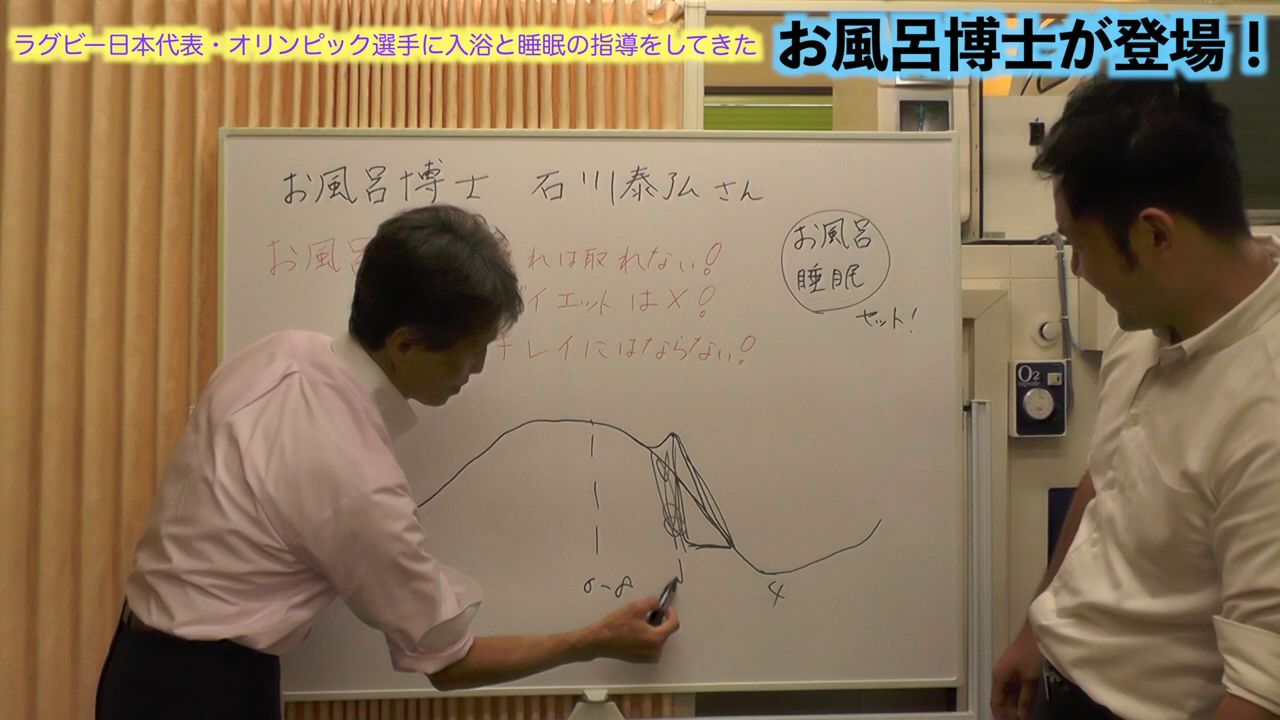 ラグビー日本代表・オリンピック選手に入浴と睡眠の指導をしてきた
お風呂博士が登場！
お風呂博士 石川泰弘さん
お風呂 れは取れない！
イエットは×！
キレイにはならない！
お風呂
睡眠
セット！
O2
6-8
4